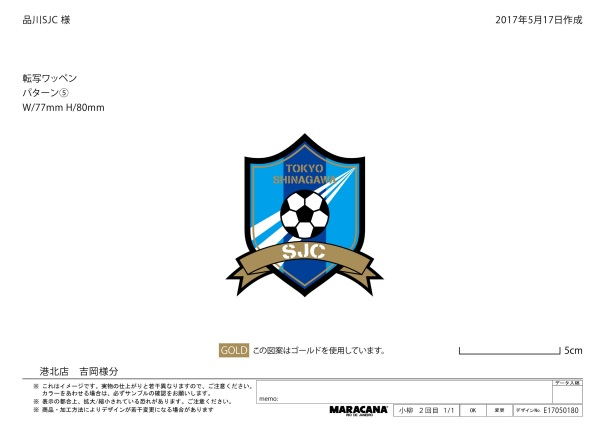 品川SJC 様
2017年5月17日作成
転写ワッペン
パターン⑤
W/77mm H/80mm
TOKYO
SHINAGAWA
SJC
GOLD この図案はゴールドを使用しています。
5cm
港北店　吉岡様分
※ これはイメージです。実物の仕上がりと若干異なりますので、ご注意ください。
カラーをあわせる場合は、必ずサンプルの確認をお願いします。
※ 表示の都合上、拡大/縮小されている恐れがあります。ご注意ください。
※ 商品・加工方法によりデザインが若干変更になる場合があります
memo:
データ入稿
MARACANA
RIO DE JANEIRO
小柳　2回目　1/1
OK
変更
デザインNo. E17050180